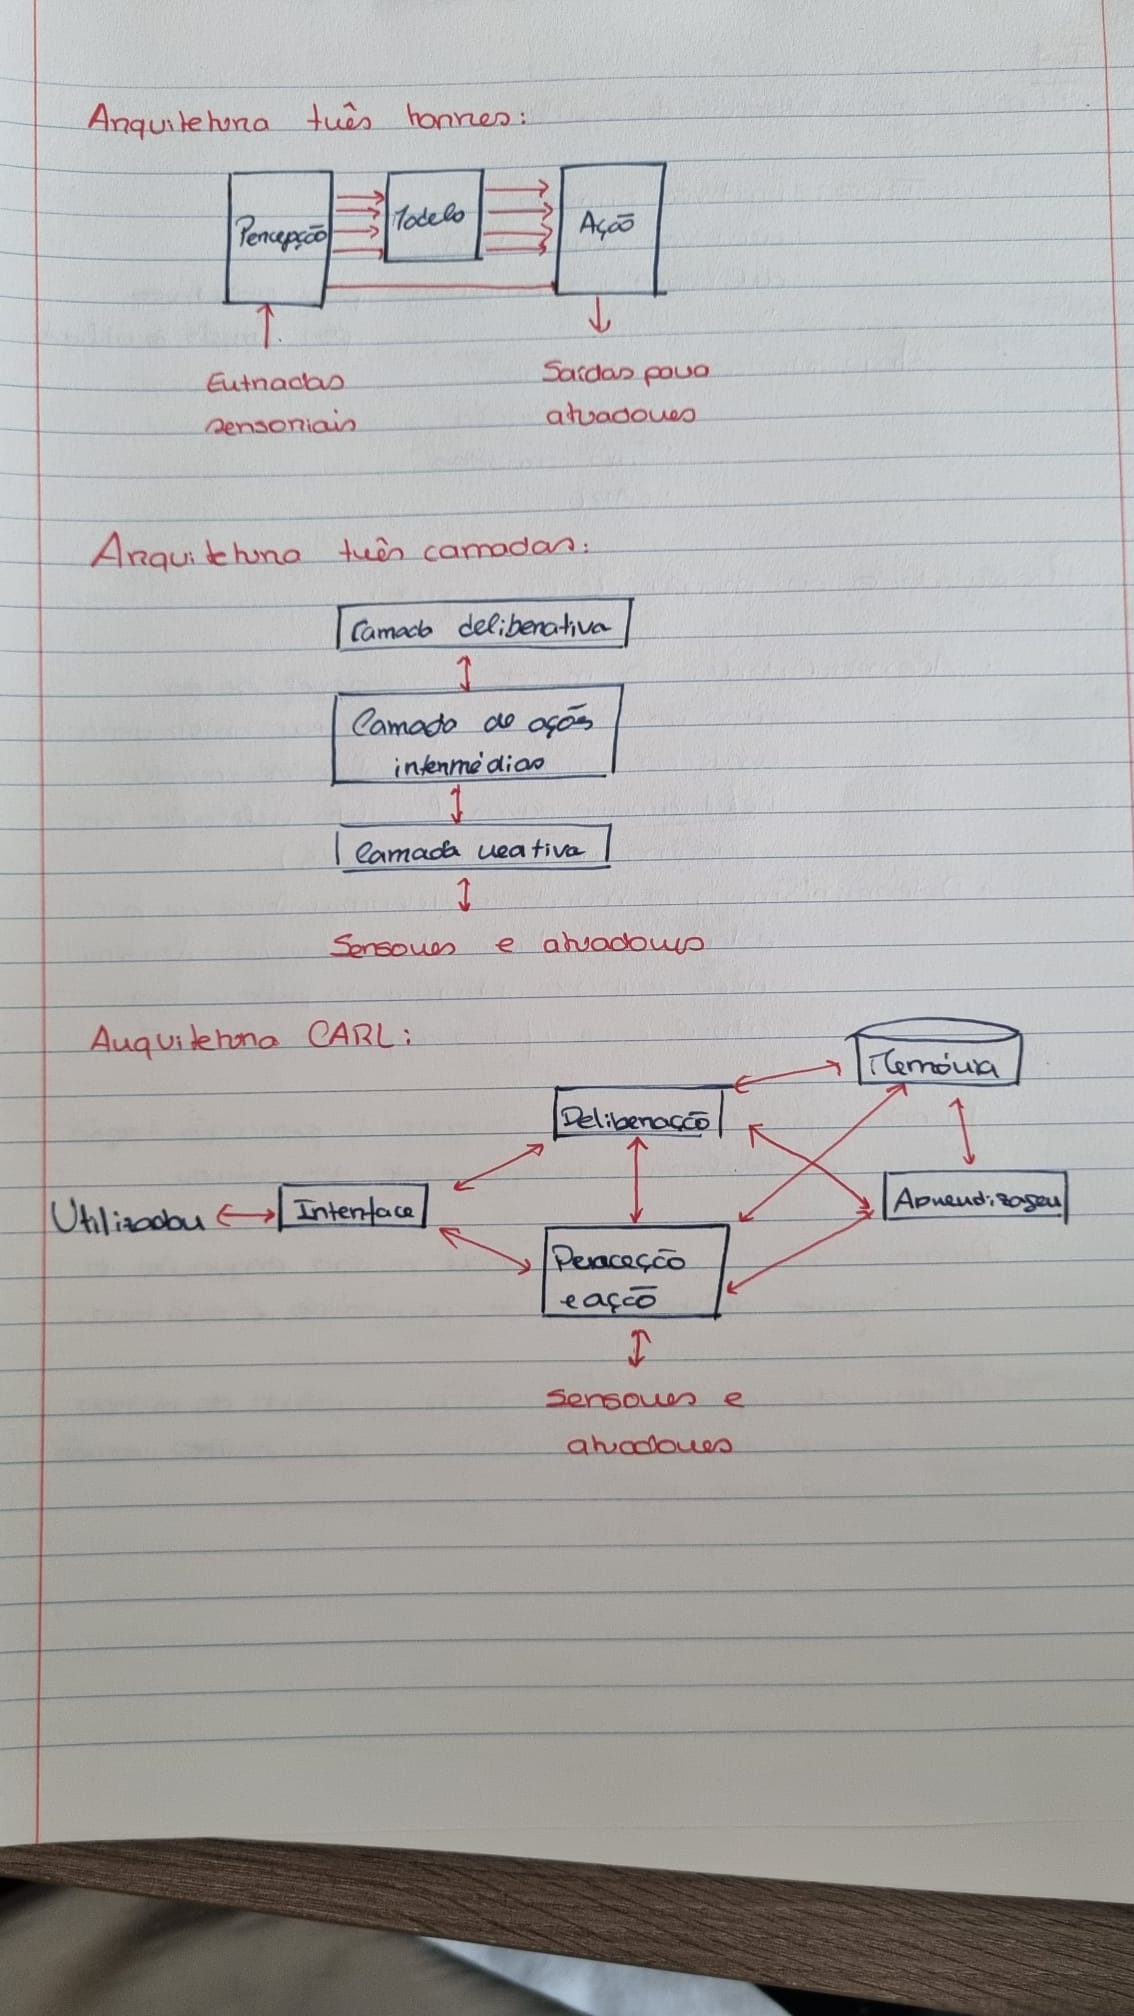 Arquitetura três torres:
Percepção
Modelo
Ação
Entradas
sensoriais
Saídas para
atuadores
Arquitetura três camadas:
Camada deliberativa
Camada de ações
intermédias
Camada reativa
Sensores e atuadores
Arquitetura CARL:
Memória
Deliberação
Utilizador
Interface
Aprendizagem
Peraceção
e ação
Sensores e
atuadores